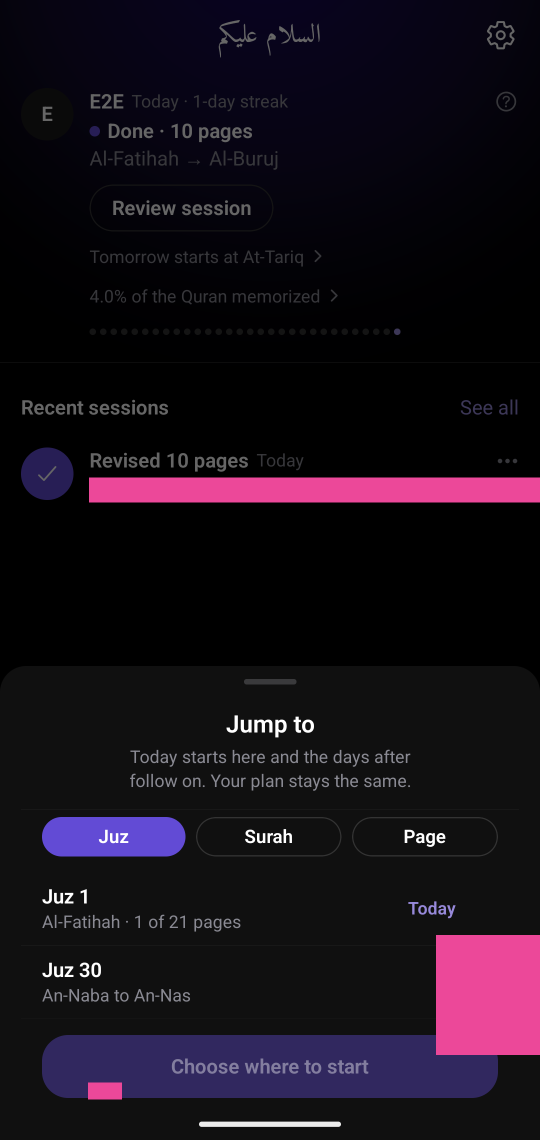 السلام عليكم
E
E2E Today · 1-day streak
Done · 10 pages
Al-Fatihah → Al-Buruj
Review session
Tomorrow starts at At-Tariq
4.0% of the Quran memorized
Recent sessions
See all
Revised 10 pages Today
Jump to
Today starts here and the days after
follow on. Your plan stays the same.
Juz
Surah
Page
Juz 1
Al-Fatihah · 1 of 21 pages
Today
Juz 30
An-Naba to An-Nas
Choose where to start